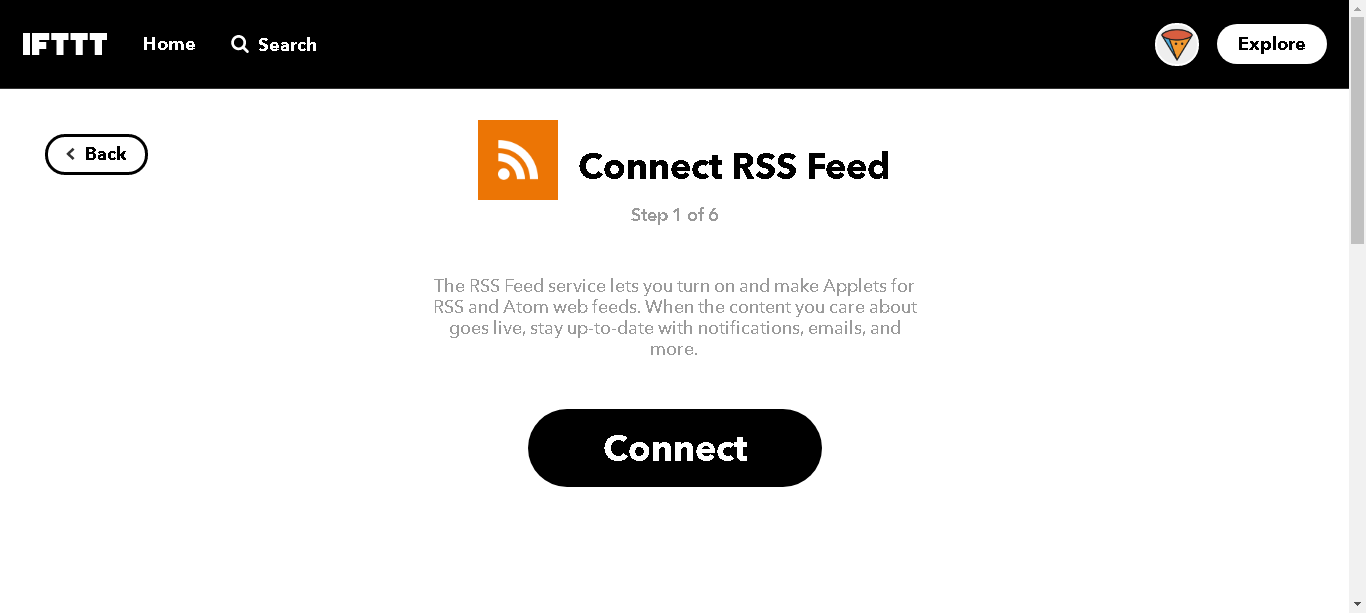 IFTTT Home Search Explore
Back
Connect RSS Feed
Step 1 of 6
The RSS Feed service lets you turn on and make Applets for
RSS and Atom web feeds. When the content you care about
goes live, stay up-to-date with notifications, emails, and
more.
Connect